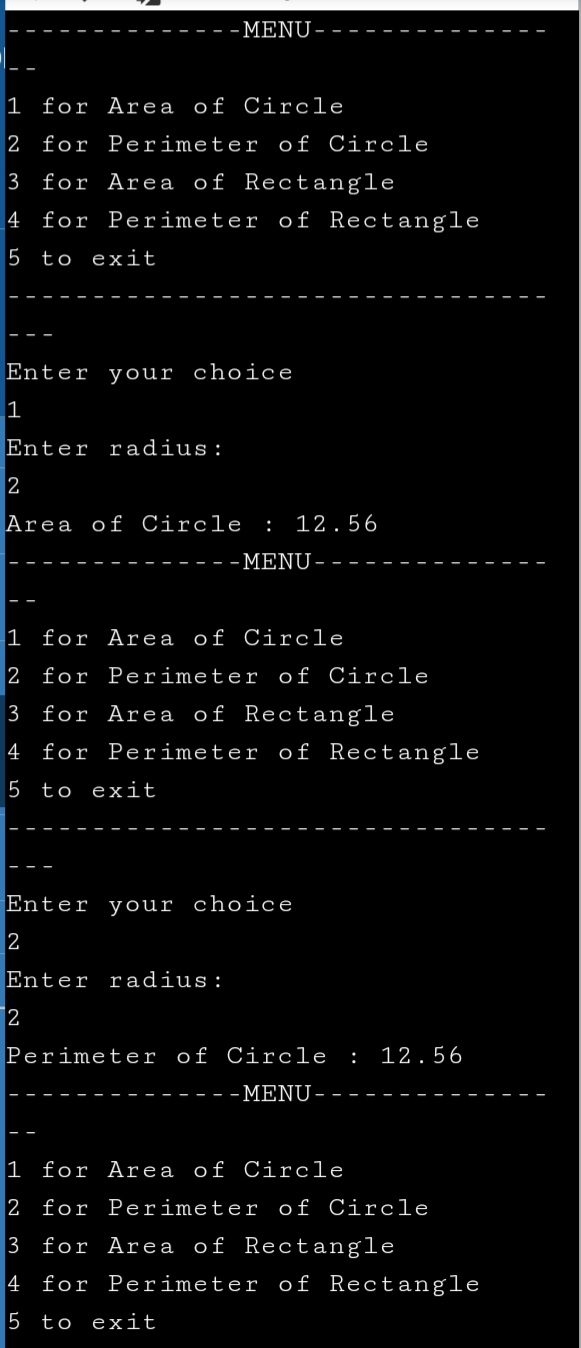 --------------MENU--------------
--
1 for Area of Circle
2 for Perimeter of Circle
3 for Area of Rectangle
4 for Perimeter of Rectangle
5 to exit
--------------------------------
---
Enter your choice
1
Enter radius:
2
Area of Circle : 12.56
--------------MENU--------------
--
1 for Area of Circle
2 for Perimeter of Circle
3 for Area of Rectangle
4 for Perimeter of Rectangle
5 to exit
--------------------------------
---
Enter your choice
2
Enter radius:
2
Perimeter of Circle : 12.56
--------------MENU--------------
--
1 for Area of Circle
2 for Perimeter of Circle
3 for Area of Rectangle
4 for Perimeter of Rectangle
5 to exit